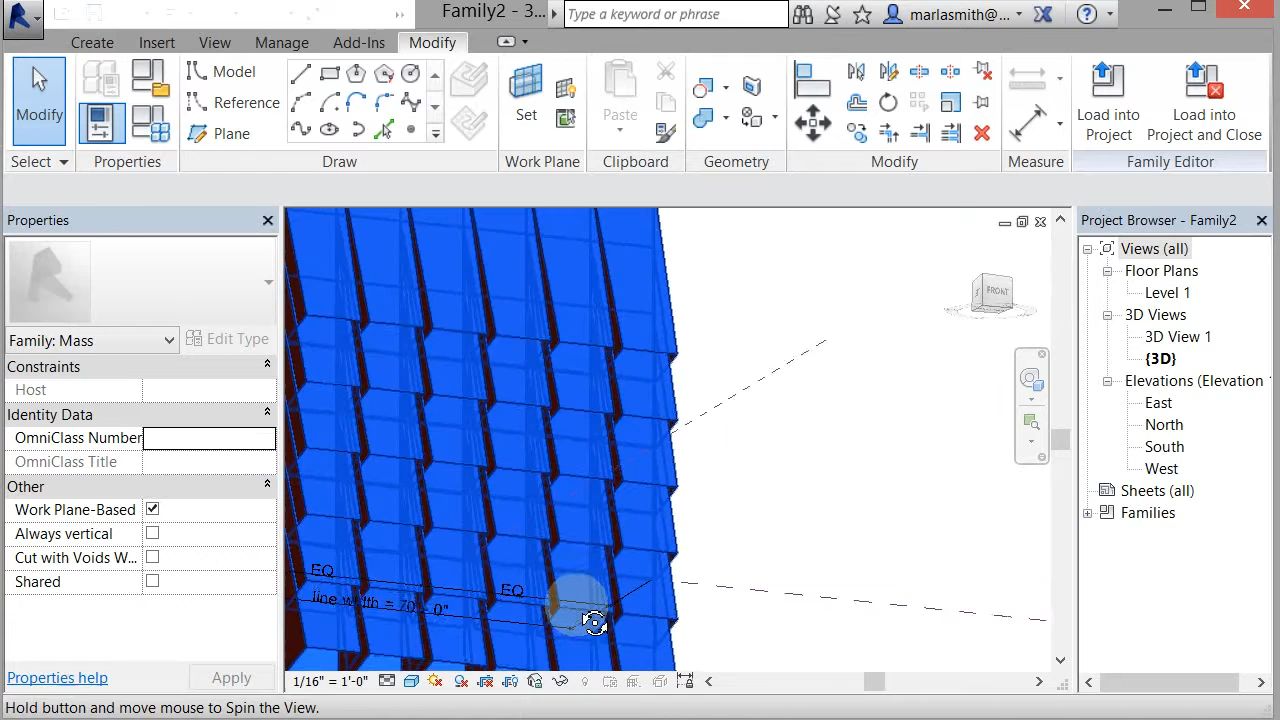 Family2 - 3...
Type a keyword or phrase
marlasmith@...
Create Insert View Manage Add-Ins Modify
Modify
Model
Reference
Plane
Set
Paste
Load into Project
Load into Project and Close
Select Properties Draw Work Plane Clipboard Geometry Modify Measure Family Editor
Properties
Family: Mass
Edit Type
Constraints
Host
Identity Data
OmniClass Number
OmniClass Title
Other
Work Plane-Based
Always vertical
Cut with Voids W...
Shared
Properties help
Apply
FRONT
EQ
EQ
line width = 70' - 0"
1/16" = 1'-0"
Project Browser - Family2
Views (all)
Floor Plans
Level 1
3D Views
3D View 1
{3D}
Elevations (Elevation
East
North
South
West
Sheets (all)
Families
Hold button and move mouse to Spin the View.